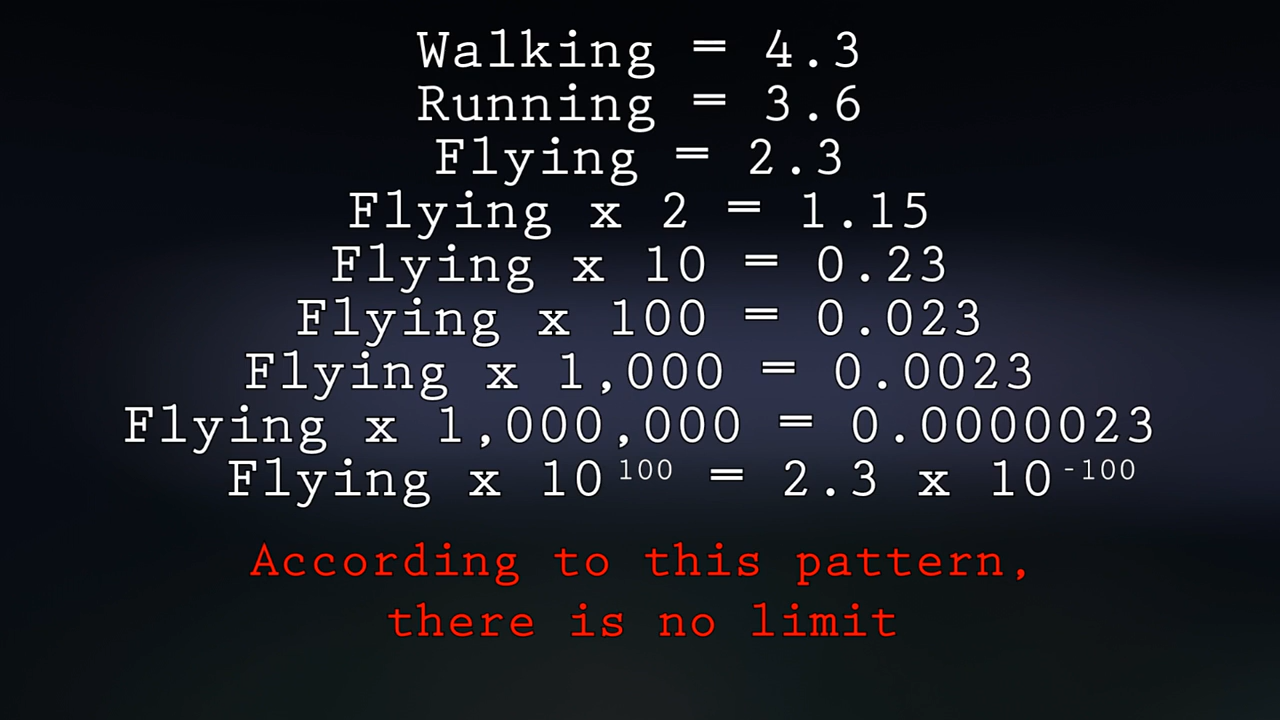 Walking = 4.3
Running = 3.6
Flying = 2.3
Flying x 2 = 1.15
Flying x 10 = 0.23
Flying x 100 = 0.023
Flying x 1,000 = 0.0023
Flying x 1,000,000 = 0.0000023
Flying x 10¹⁰⁰ = 2.3 x 10⁻¹⁰⁰
According to this pattern,
there is no limit